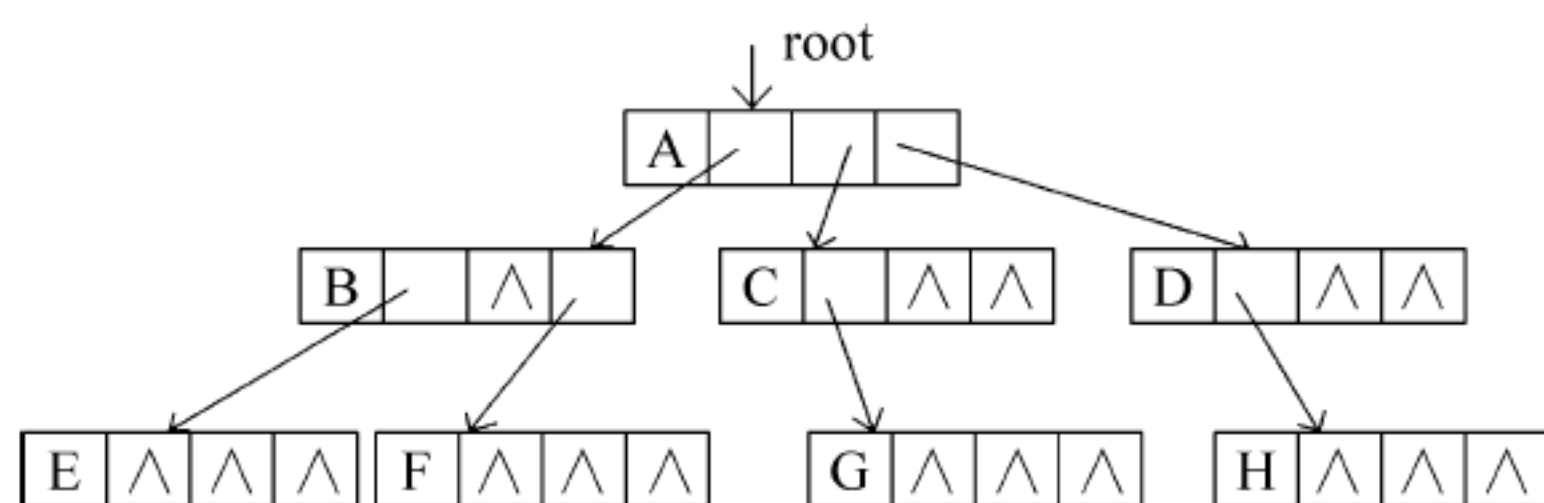 root
A
B ∧ C ∧ ∧ D ∧ ∧
E ∧ ∧ ∧ F ∧ ∧ ∧ G ∧ ∧ ∧ H ∧ ∧ ∧